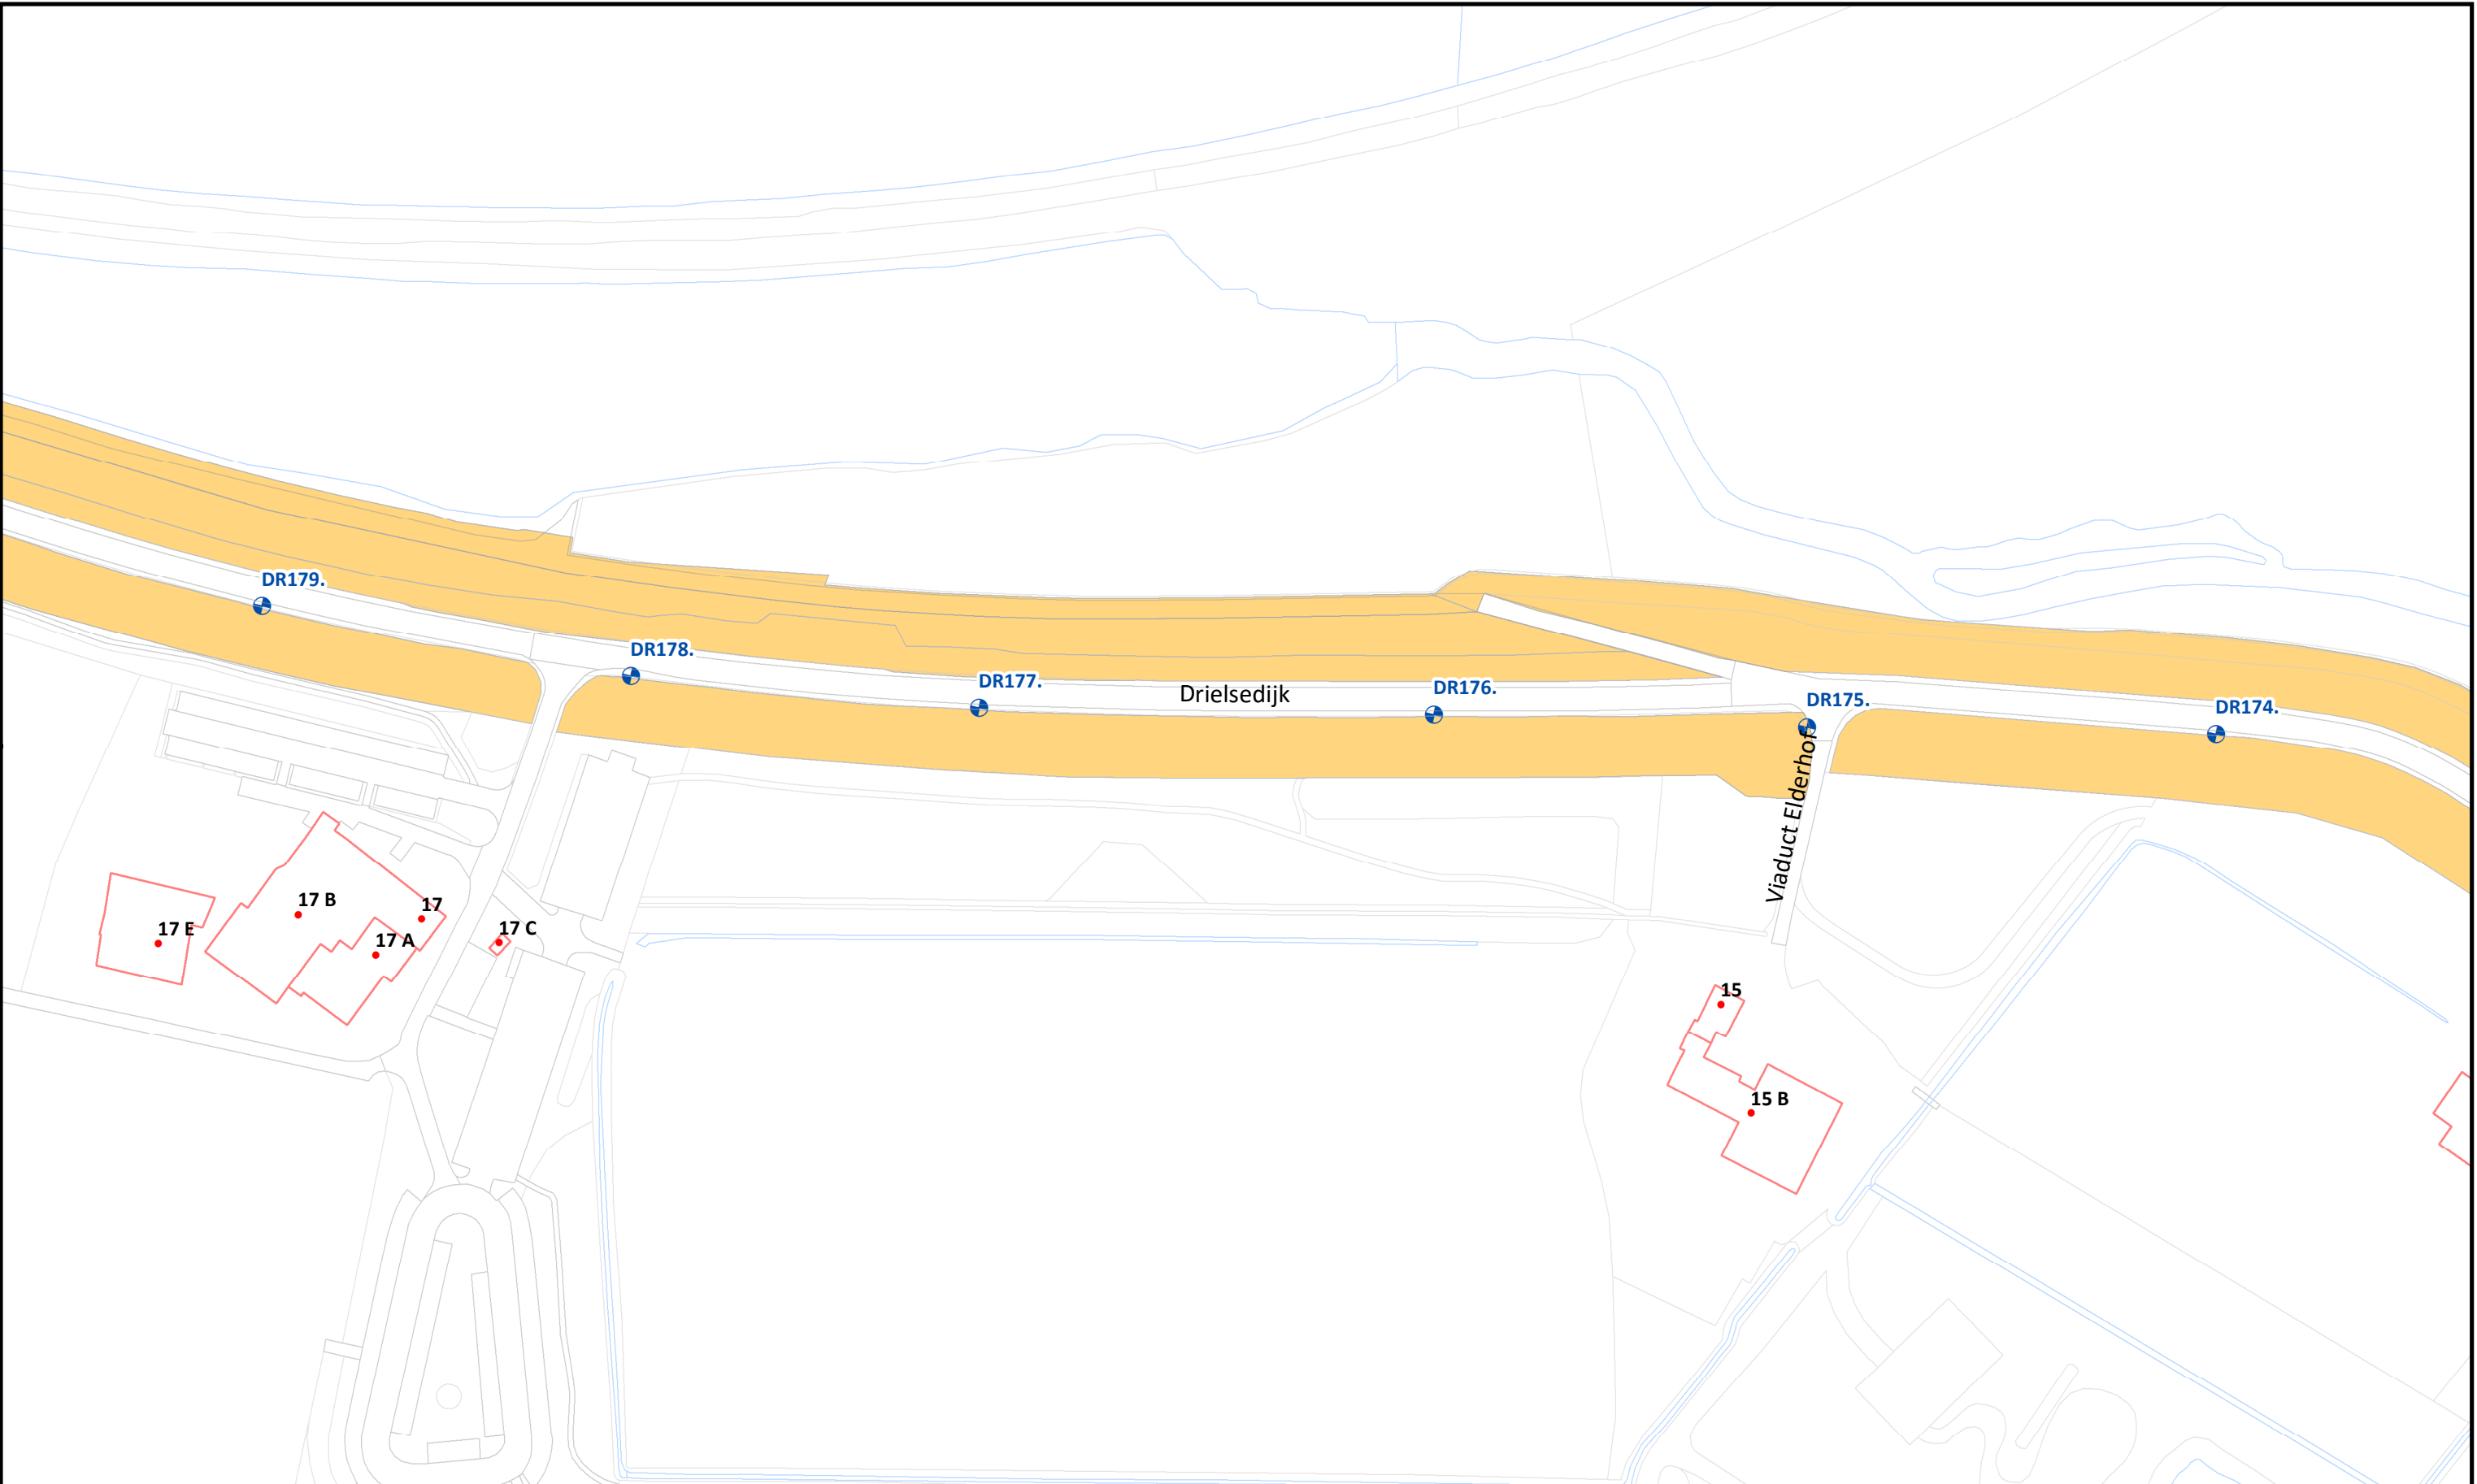 DR179.
DR178.
DR177.
Drielsedijk
DR176.
DR175.
DR174.
Viaduct Elderhof
17 B
17
17 E
17 A
17 C
15
15 B